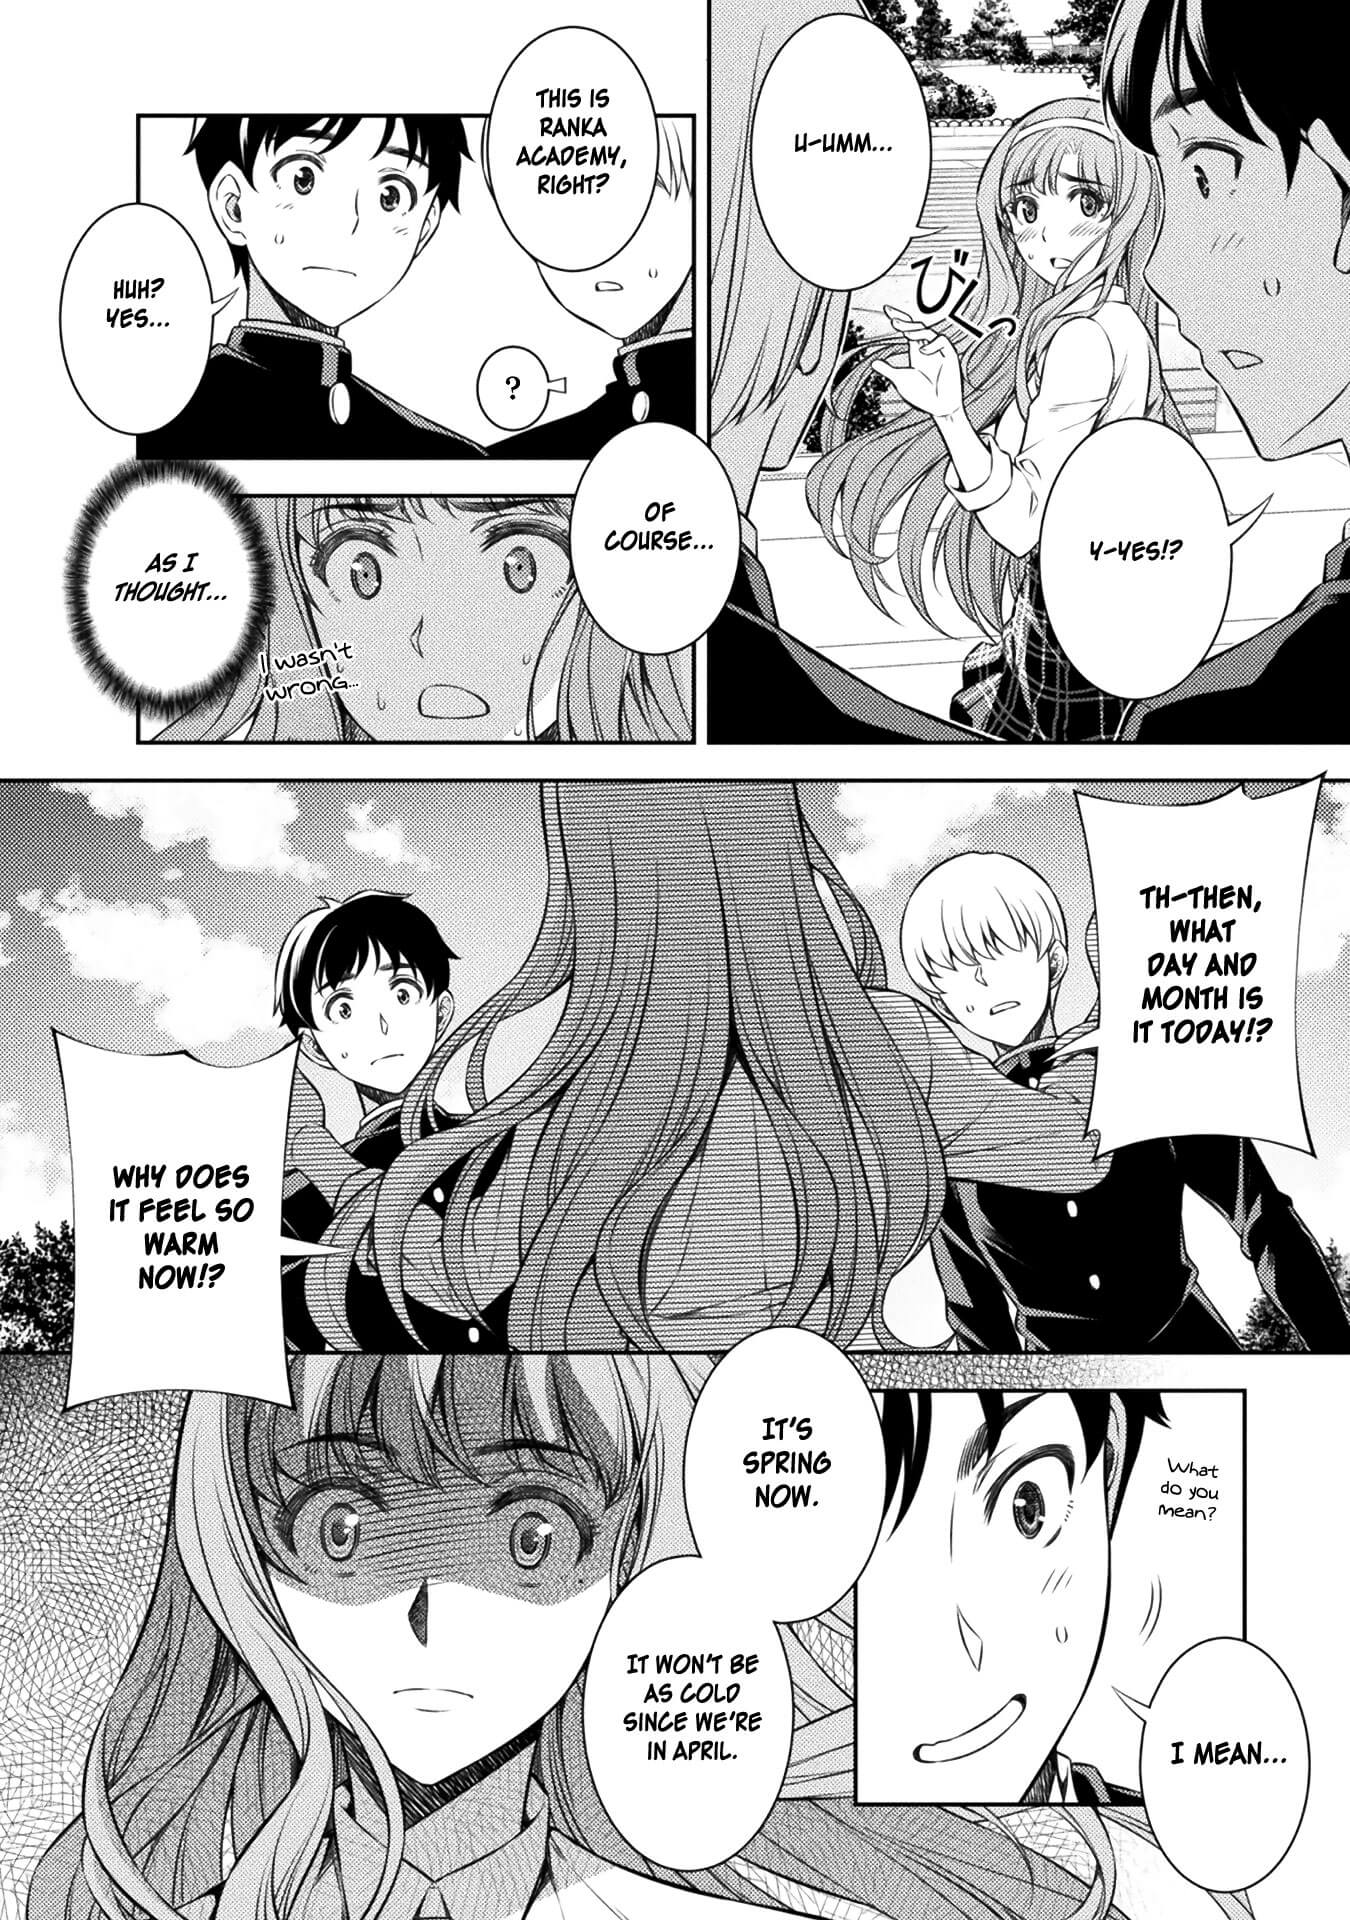 U-UMM...
びくっ
Y-YES!?
THIS IS
RANKA
ACADEMY,
RIGHT?
?
HUH?
YES...
OF
COURSE...
AS I
THOUGHT...
I wasn't
wrong...
TH-THEN,
WHAT
DAY AND
MONTH IS
IT TODAY!?
WHY DOES
IT FEEL SO
WARM
NOW!?
What
do you
mean?
I MEAN...
IT'S
SPRING
NOW.
IT WON'T BE
AS COLD
SINCE WE'RE
IN APRIL.